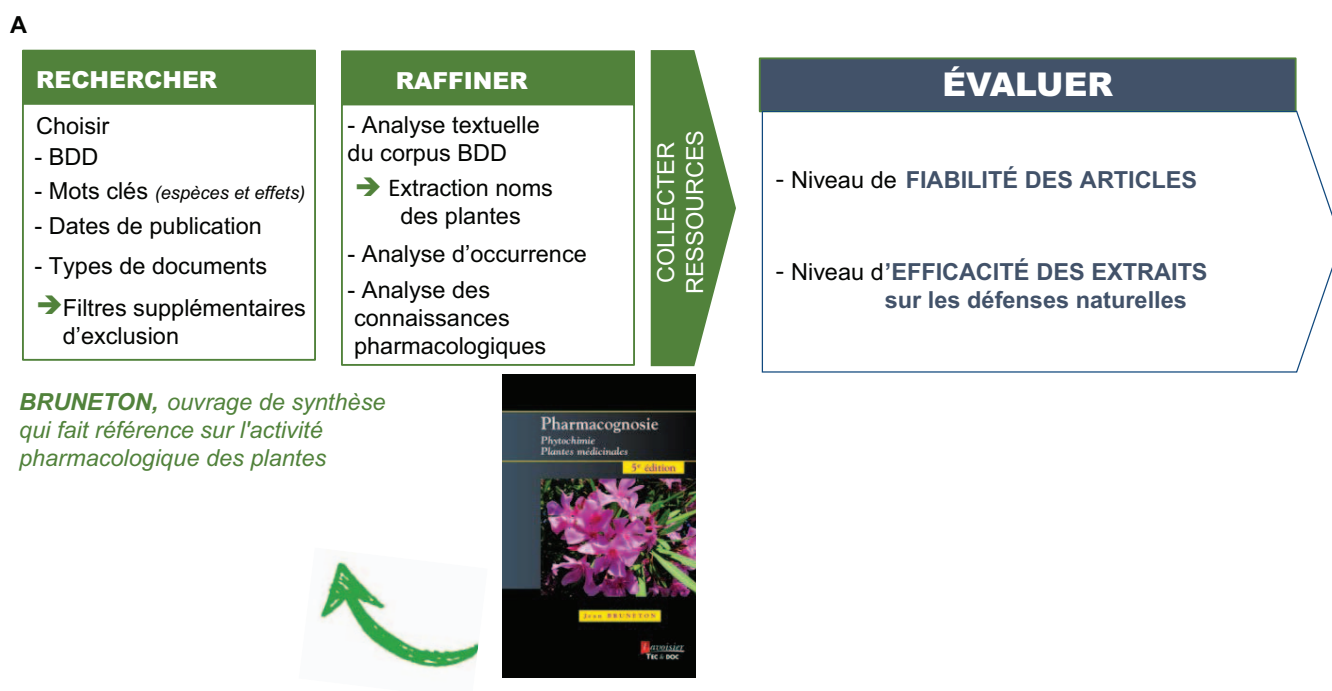 A
RECHERCHER
Choisir
- BDD
- Mots clés (espèces et effets)
- Dates de publication
- Types de documents
➔Filtres supplémentaires
d’exclusion
RAFFINER
- Analyse textuelle
du corpus BDD
➔ Extraction noms
des plantes
- Analyse d’occurrence
- Analyse des
connaissances
pharmacologiques
COLLECTER
RESSOURCES
ÉVALUER
- Niveau de FIABILITÉ DES ARTICLES
- Niveau d’EFFICACITÉ DES EXTRAITS
sur les défenses naturelles
BRUNETON, ouvrage de synthèse
qui fait référence sur l'activité
pharmacologique des plantes
Pharmacognosie
Phytochimie
Plantes médicinales
5e édition
Jean BRUNETON
Lavoisier
TEC & DOC